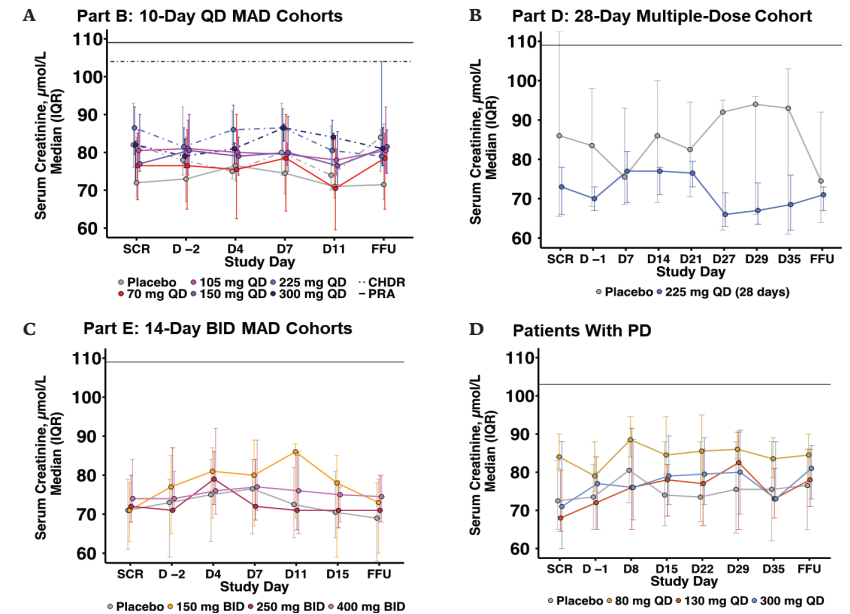 A Part B: 10-Day QD MAD Cohorts
Serum Creatinine, μmol/L
Median (IQR)
110
100
90
80
70
60
SCR D –2 D4 D7 D11 FFU
Study Day
Placebo 105 mg QD 225 mg QD CHDR
70 mg QD 150 mg QD 300 mg QD PRA
B Part D: 28-Day Multiple-Dose Cohort
Serum Creatinine, μmol/L
Median (IQR)
110
100
90
80
70
60
SCR D –1 D7 D14 D21 D27 D29 D35 FFU
Study Day
Placebo 225 mg QD (28 days)
C Part E: 14-Day BID MAD Cohorts
Serum Creatinine, μmol/L
Median (IQR)
110
100
90
80
70
60
SCR D –2 D4 D7 D11 D15 FFU
Study Day
Placebo 150 mg BID 250 mg BID 400 mg BID
D Patients With PD
Serum Creatinine, μmol/L
Median (IQR)
110
100
90
80
70
60
SCR D –1 D8 D15 D22 D29 D35 FFU
Study Day
Placebo 80 mg QD 130 mg QD 300 mg QD